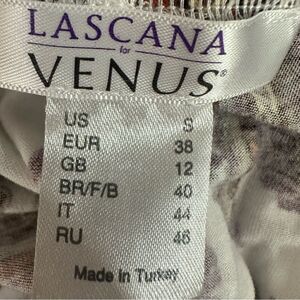 LASCANA
for
VENUS®
US S
EUR 38
GB 12
BR/F/B 40
IT 44
RU 46
Made in Turkey